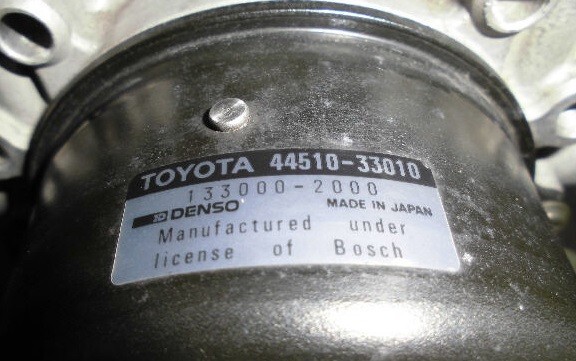 TOYOTA 44510-33010
133000-2000
DENSO MADE IN JAPAN
Manufactured under
license of Bosch